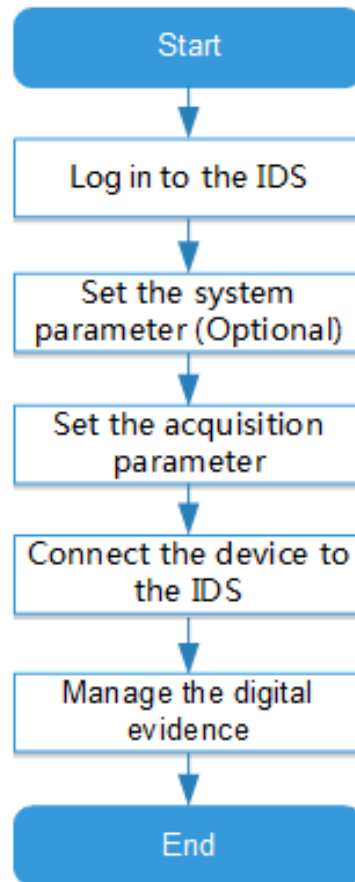 Start
Log in to the IDS
Set the system
parameter (Optional)
Set the acquisition
parameter
Connect the device to
the IDS
Manage the digital
evidence
End